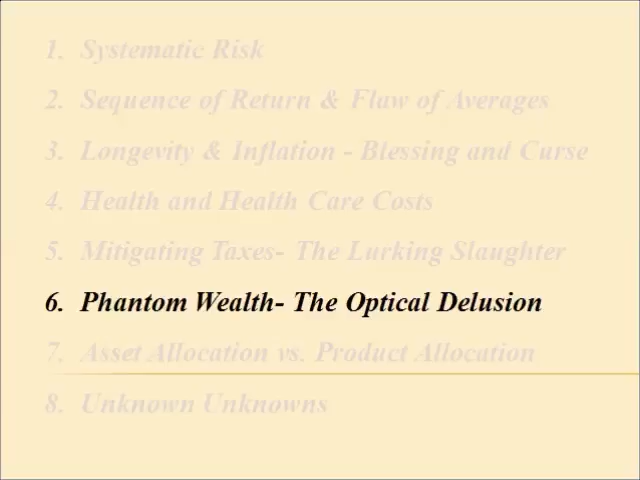 1. Systematic Risk
2. Sequence of Return & Flaw of Averages
3. Longevity & Inflation - Blessing and Curse
4. Health and Health Care Costs
5. Mitigating Taxes- The Lurking Slaughter
6. Phantom Wealth- The Optical Delusion
7. Asset Allocation vs. Product Allocation
8. Unknown Unknowns